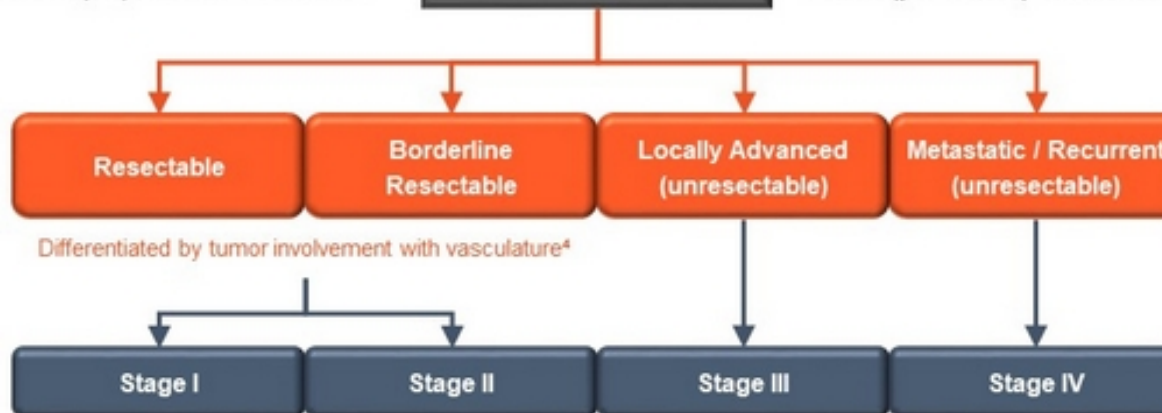 Resectable
Borderline
Resectable
Locally Advanced
(unresectable)
Metastatic / Recurrent
(unresectable)
Differentiated by tumor involvement with vasculature⁴
Stage I
Stage II
Stage III
Stage IV